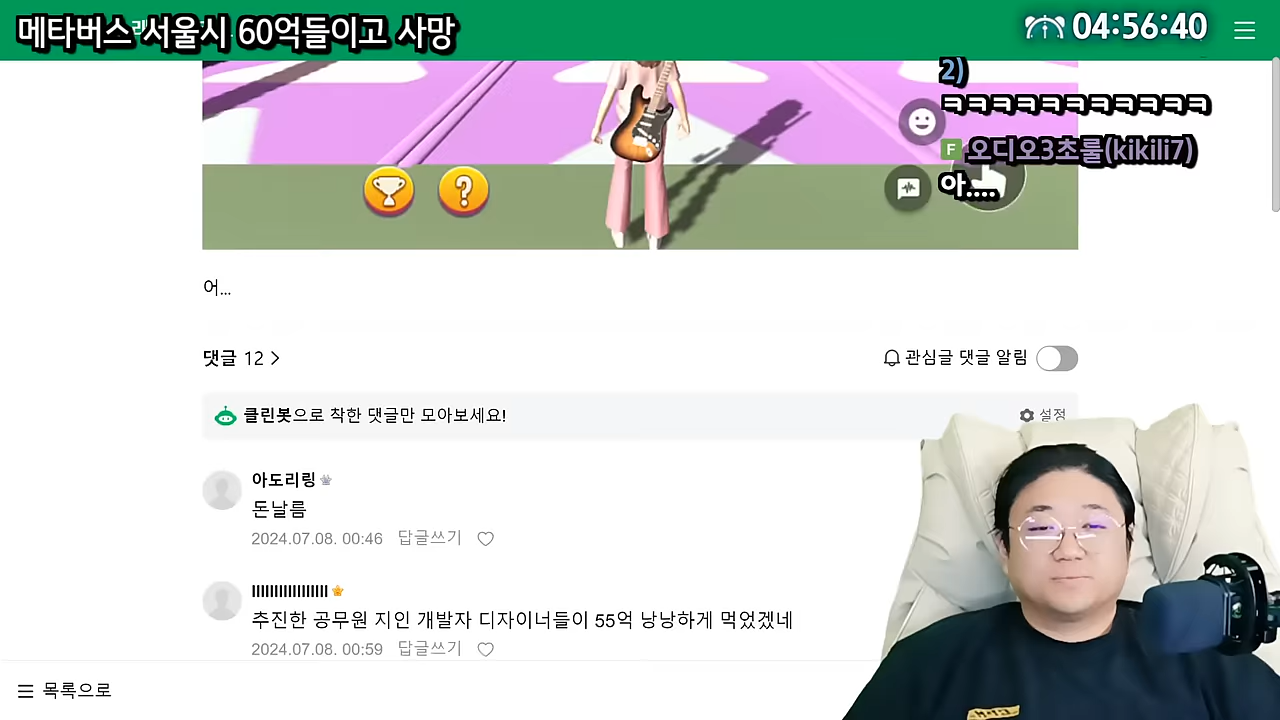 메타버스 서울시 60억들이고 사망
04:56:40
2)
ㅋㅋㅋㅋㅋㅋㅋㅋㅋㅋㅋ
F 오디오3초룰(kikili7)
아....
어...
댓글 12 >
관심글 댓글 알림
클린봇으로 착한 댓글만 모아보세요!
설정
아도리링
돈날름
2024.07.08. 00:46 답글쓰기
llllllllllllllllll
추진한 공무원 지인 개발자 디자이너들이 55억 낭낭하게 먹었겠네
2024.07.08. 00:59 답글쓰기
목록으로